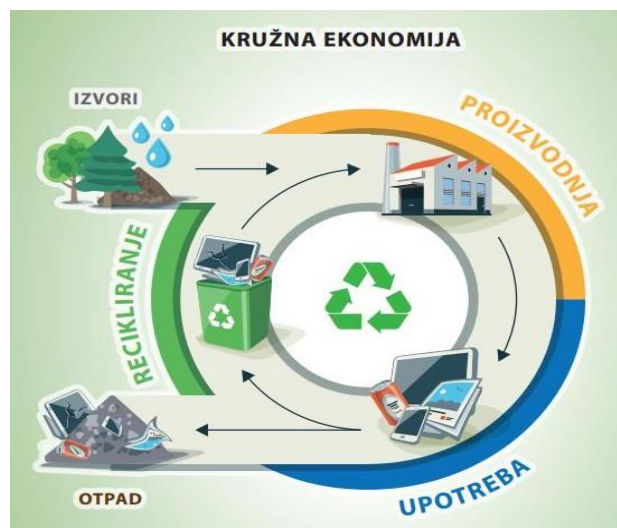 KRUŽNA EKONOMIJA
IZVORI
PROIZVODNJA
RECIKLIRANJE
OTPAD
UPOTREBA